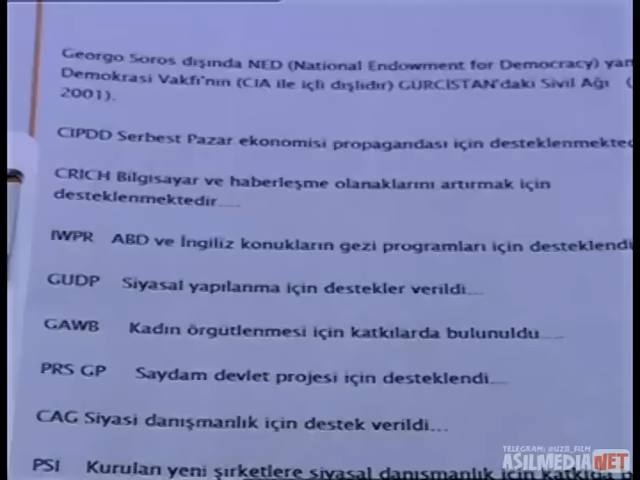 Georgo Soros dışında NED (National Endowment for Democracy) yan
Demokrasi Vakfı'nın (CIA ile içli dışlıdır) GÜRCİSTAN'daki Sivil Ağı (
2001).
CIPDD Serbest Pazar ekonomisi propagandası için desteklenmekted
CRICH Bilgisayar ve haberleşme olanaklarını artırmak için
desteklenmektedir....
IWPR ABD ve İngiliz konukların gezi programları için desteklendi
GUDP Siyasal yapılanma için destekler verildi...
GAWB Kadın örgütlenmesi için katkılarda bulunuldu....
PRS GP Saydam devlet projesi için desteklendi...
CAG Siyasi danışmanlık için destek verildi...
PSI Kurulan yeni şirketlere siyasal danışmanlık için katkıda
TELEGRAM: @UZB_FILM
ASILMEDIA.NET